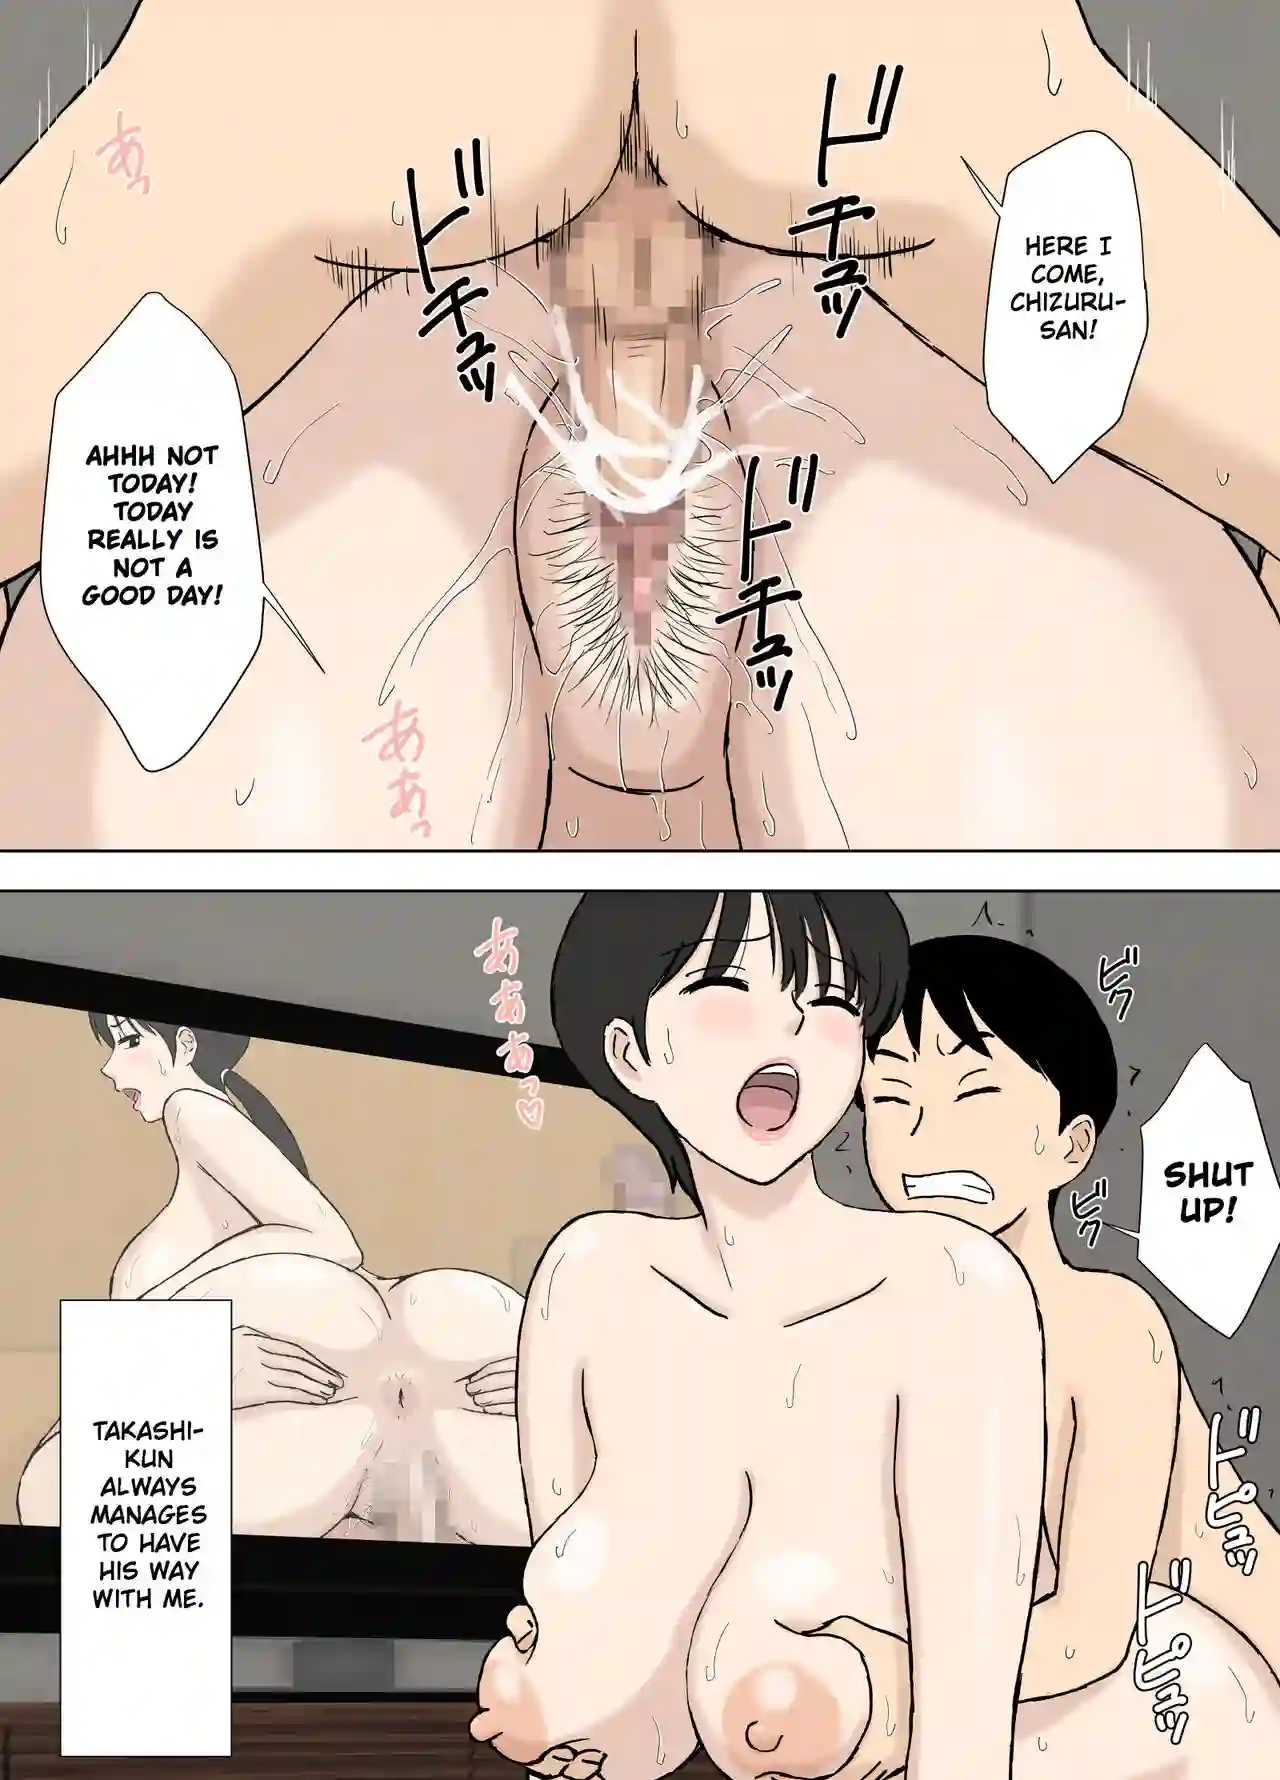 HERE I
COME,
CHIZURU-
SAN!
ドチュッ
ドチュッ
あっ
AHHH NOT
TODAY!
TODAY
REALLY IS
NOT A
GOOD DAY!
ドチュッ
ああっ
ビク
あああっ♡
SHUT
UP!
ビク
TAKASHI-
KUN
ALWAYS
MANAGES
TO HAVE
HIS WAY
WITH ME.
ドピュッ
ドピュッ